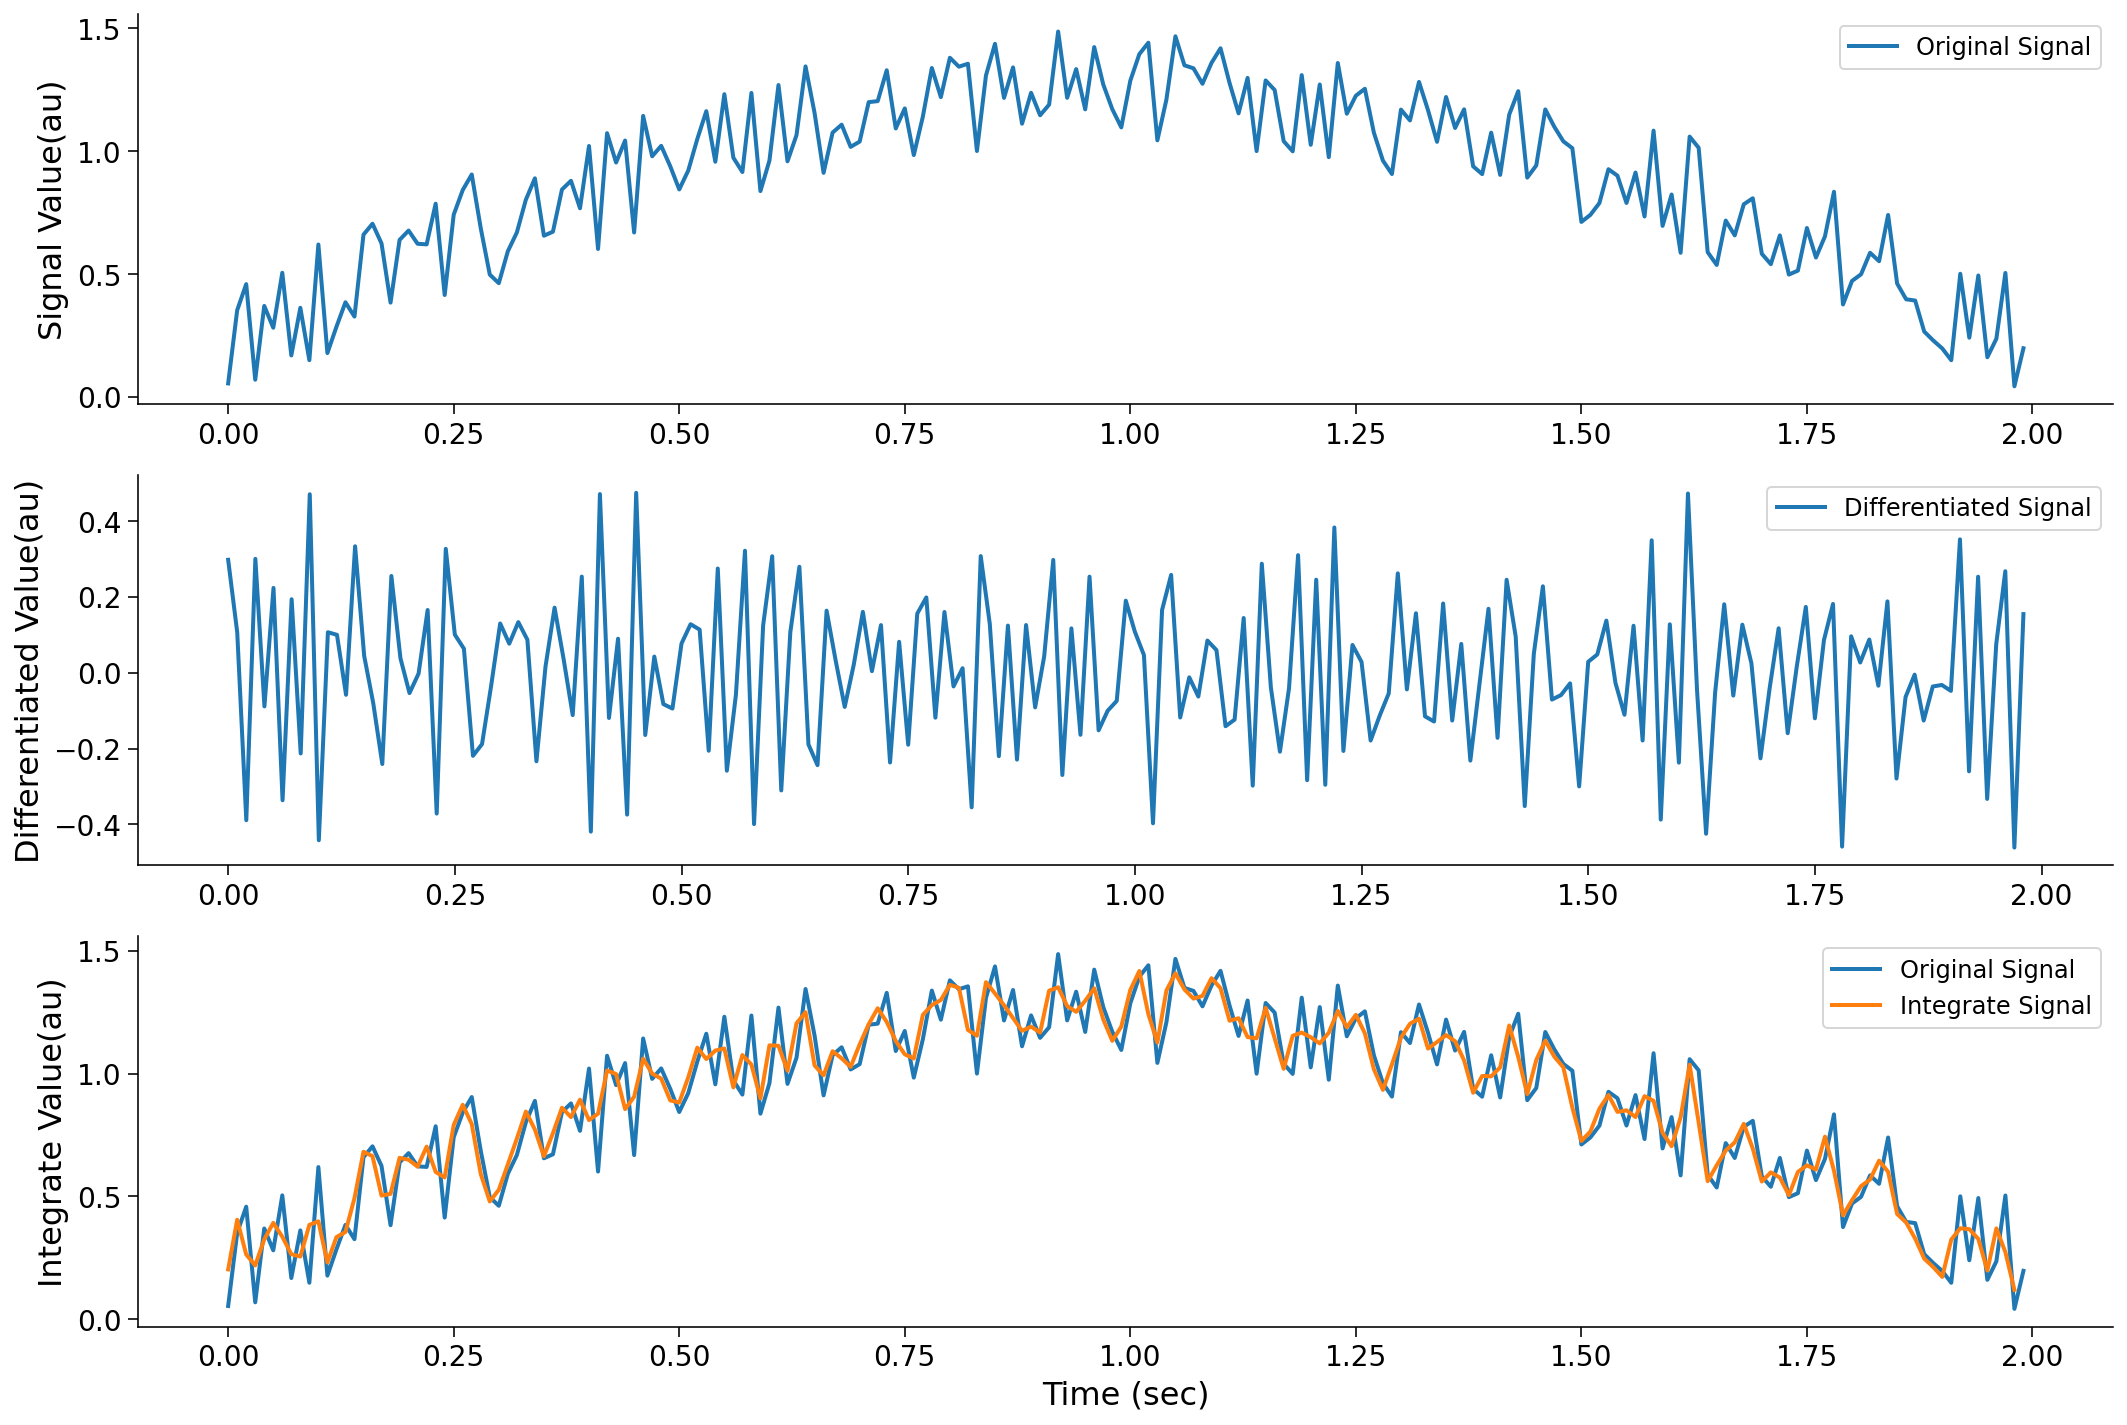 Signal Value(au)
1.5
1.0
0.5
0.0
Original Signal
0.00 0.25 0.50 0.75 1.00 1.25 1.50 1.75 2.00
Differentiated Value(au)
0.4
0.2
0.0
−0.2
−0.4
Differentiated Signal
0.00 0.25 0.50 0.75 1.00 1.25 1.50 1.75 2.00
Integrate Value(au)
1.5
1.0
0.5
0.0
Original Signal
Integrate Signal
0.00 0.25 0.50 0.75 1.00 1.25 1.50 1.75 2.00
Time (sec)